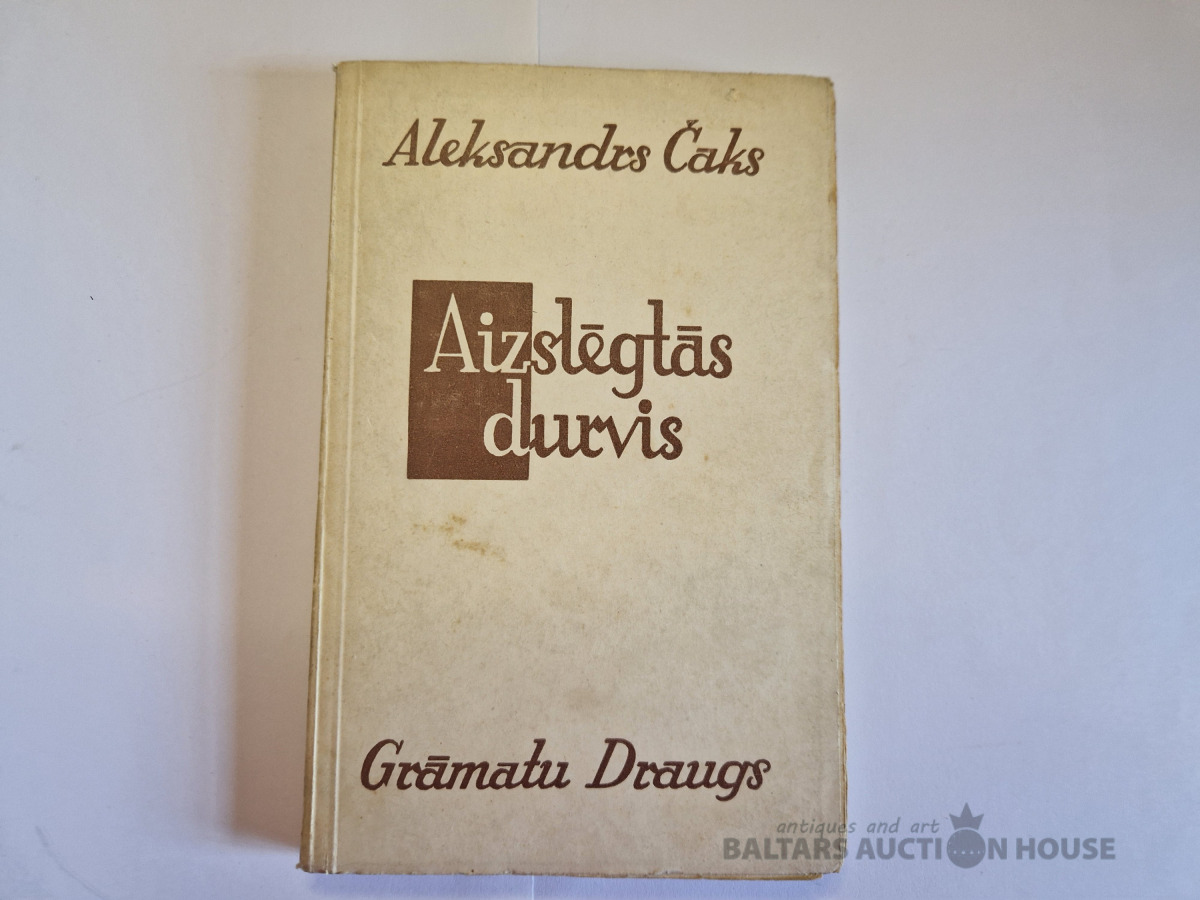 Aleksandrs Čaks
Aizslēgtās
durvis
Grāmatu Draugs
antiques and art
BALTARS AUCTION HOUSE